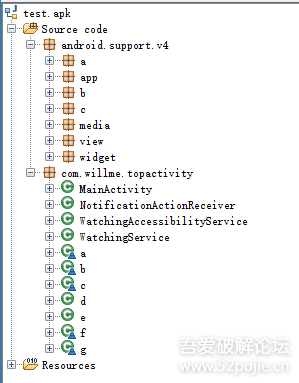 test.apk
Source code
android.support.v4
a
app
b
c
media
view
widget
com.willme.topactivity
MainActivity
NotificationActionReceiver
WatchingAccessibilityService
WatchingService
a
b
c
d
e
f
g
Resources
吾爱破解论坛
www.52pojie.cn